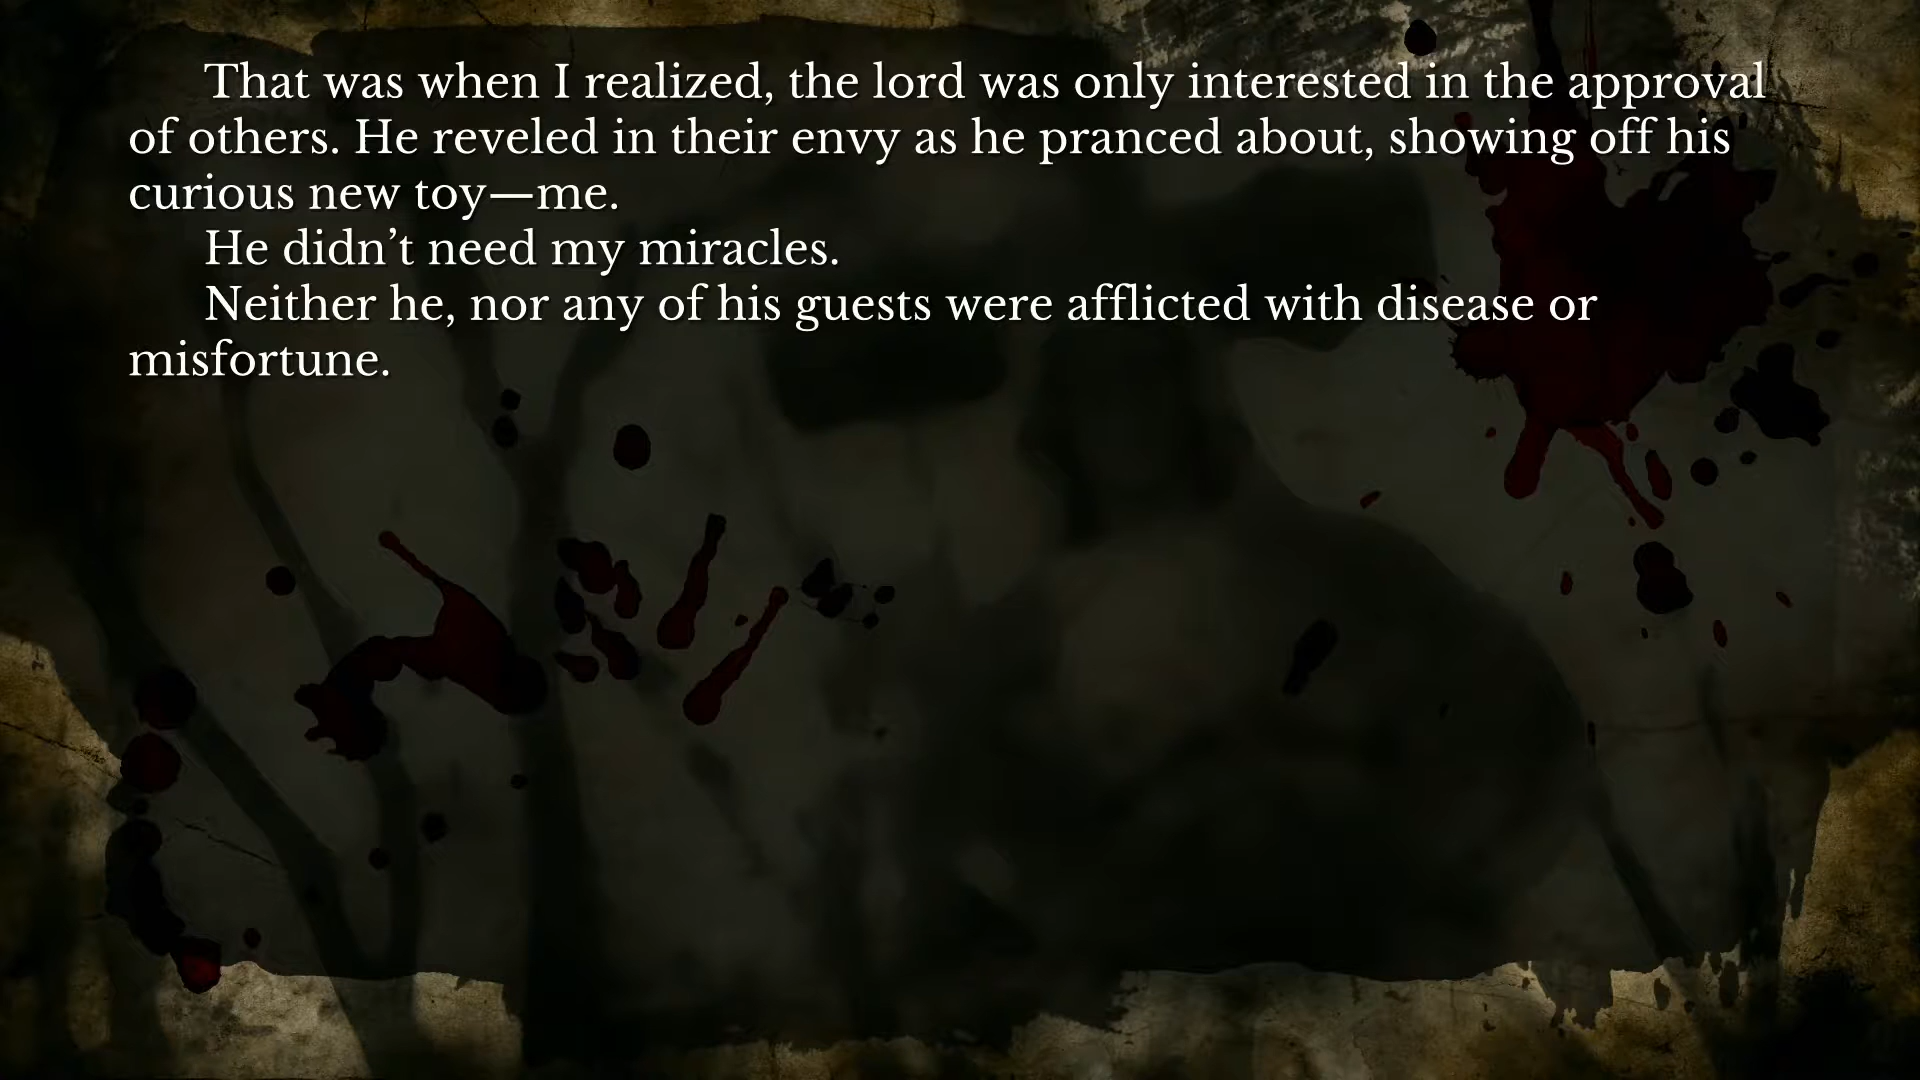 That was when I realized, the lord was only interested in the approval
of others. He reveled in their envy as he pranced about, showing off his
curious new toy—me.
He didn’t need my miracles.
Neither he, nor any of his guests were afflicted with disease or
misfortune.